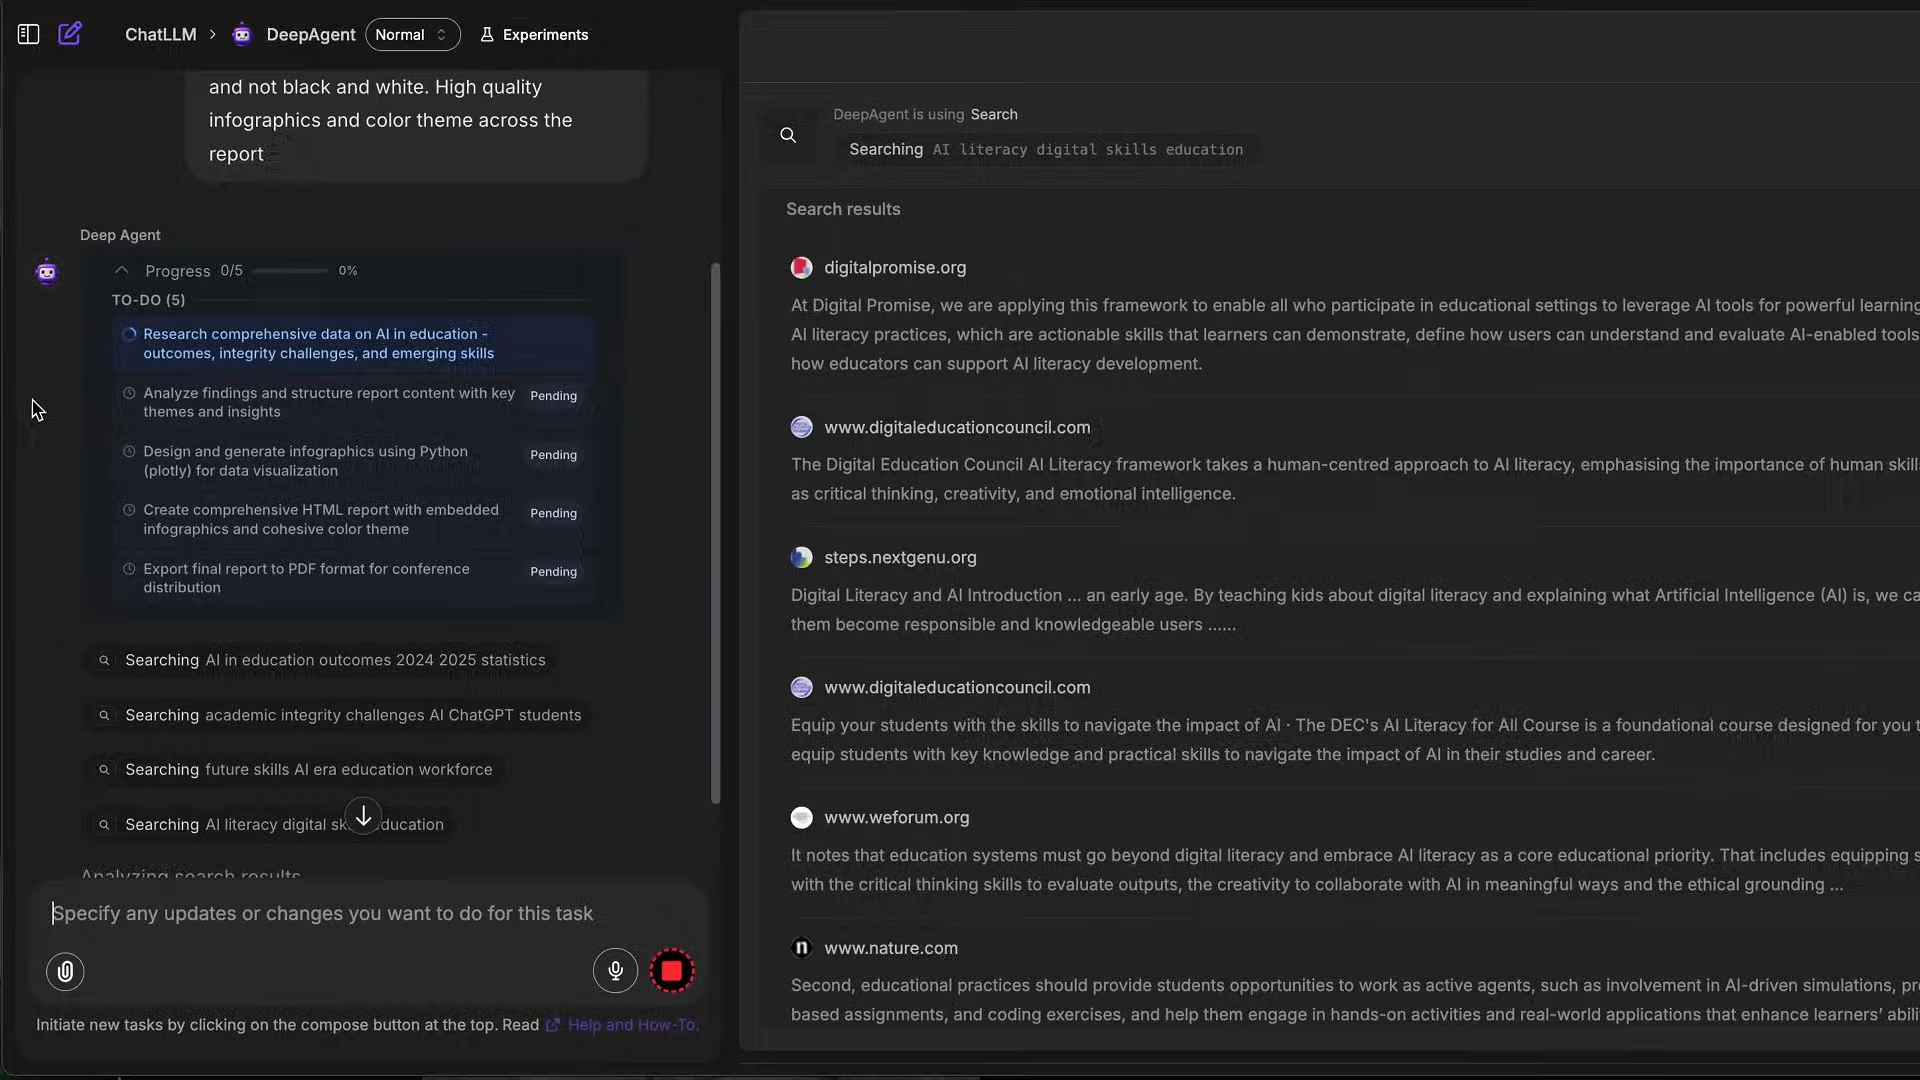 ChatLLM > DeepAgent Normal Experiments
and not black and white. High quality
infographics and color theme across the
report
Deep Agent
Progress 0/5 0%
TO-DO (5)
Research comprehensive data on AI in education -
outcomes, integrity challenges, and emerging skills
Analyze findings and structure report content with key
themes and insights
Pending
Design and generate infographics using Python
(plotly) for data visualization
Pending
Create comprehensive HTML report with embedded
infographics and cohesive color theme
Pending
Export final report to PDF format for conference
distribution
Pending
Searching AI in education outcomes 2024 2025 statistics
Searching academic integrity challenges AI ChatGPT students
Searching future skills AI era education workforce
Searching AI literacy digital education
Analyzing search results
Specify any updates or changes you want to do for this task
Initiate new tasks by clicking on the compose button at the top. Read Help and How-To.
DeepAgent is using Search
Searching AI literacy digital skills education
Search results
digitalpromise.org
At Digital Promise, we are applying this framework to enable all who participate in educational settings to leverage AI tools for powerful learning
AI literacy practices, which are actionable skills that learners can demonstrate, define how users can understand and evaluate AI-enabled tools
how educators can support AI literacy development.
www.digitaleducationcouncil.com
The Digital Education Council AI Literacy framework takes a human-centred approach to AI literacy, emphasising the importance of human skill
as critical thinking, creativity, and emotional intelligence.
steps.nextgenu.org
Digital Literacy and AI Introduction ... an early age. By teaching kids about digital literacy and explaining what Artificial Intelligence (AI) is, we ca
them become responsible and knowledgeable users ......
www.digitaleducationcouncil.com
Equip your students with the skills to navigate the impact of AI · The DEC's AI Literacy for All Course is a foundational course designed for you t
equip students with key knowledge and practical skills to navigate the impact of AI in their studies and career.
www.weforum.org
It notes that education systems must go beyond digital literacy and embrace AI literacy as a core educational priority. That includes equipping s
with the critical thinking skills to evaluate outputs, the creativity to collaborate with AI in meaningful ways and the ethical grounding ...
www.nature.com
Second, educational practices should provide students opportunities to work as active agents, such as involvement in AI-driven simulations, pr
based assignments, and coding exercises, and help them engage in hands-on activities and real-world applications that enhance learners' abili